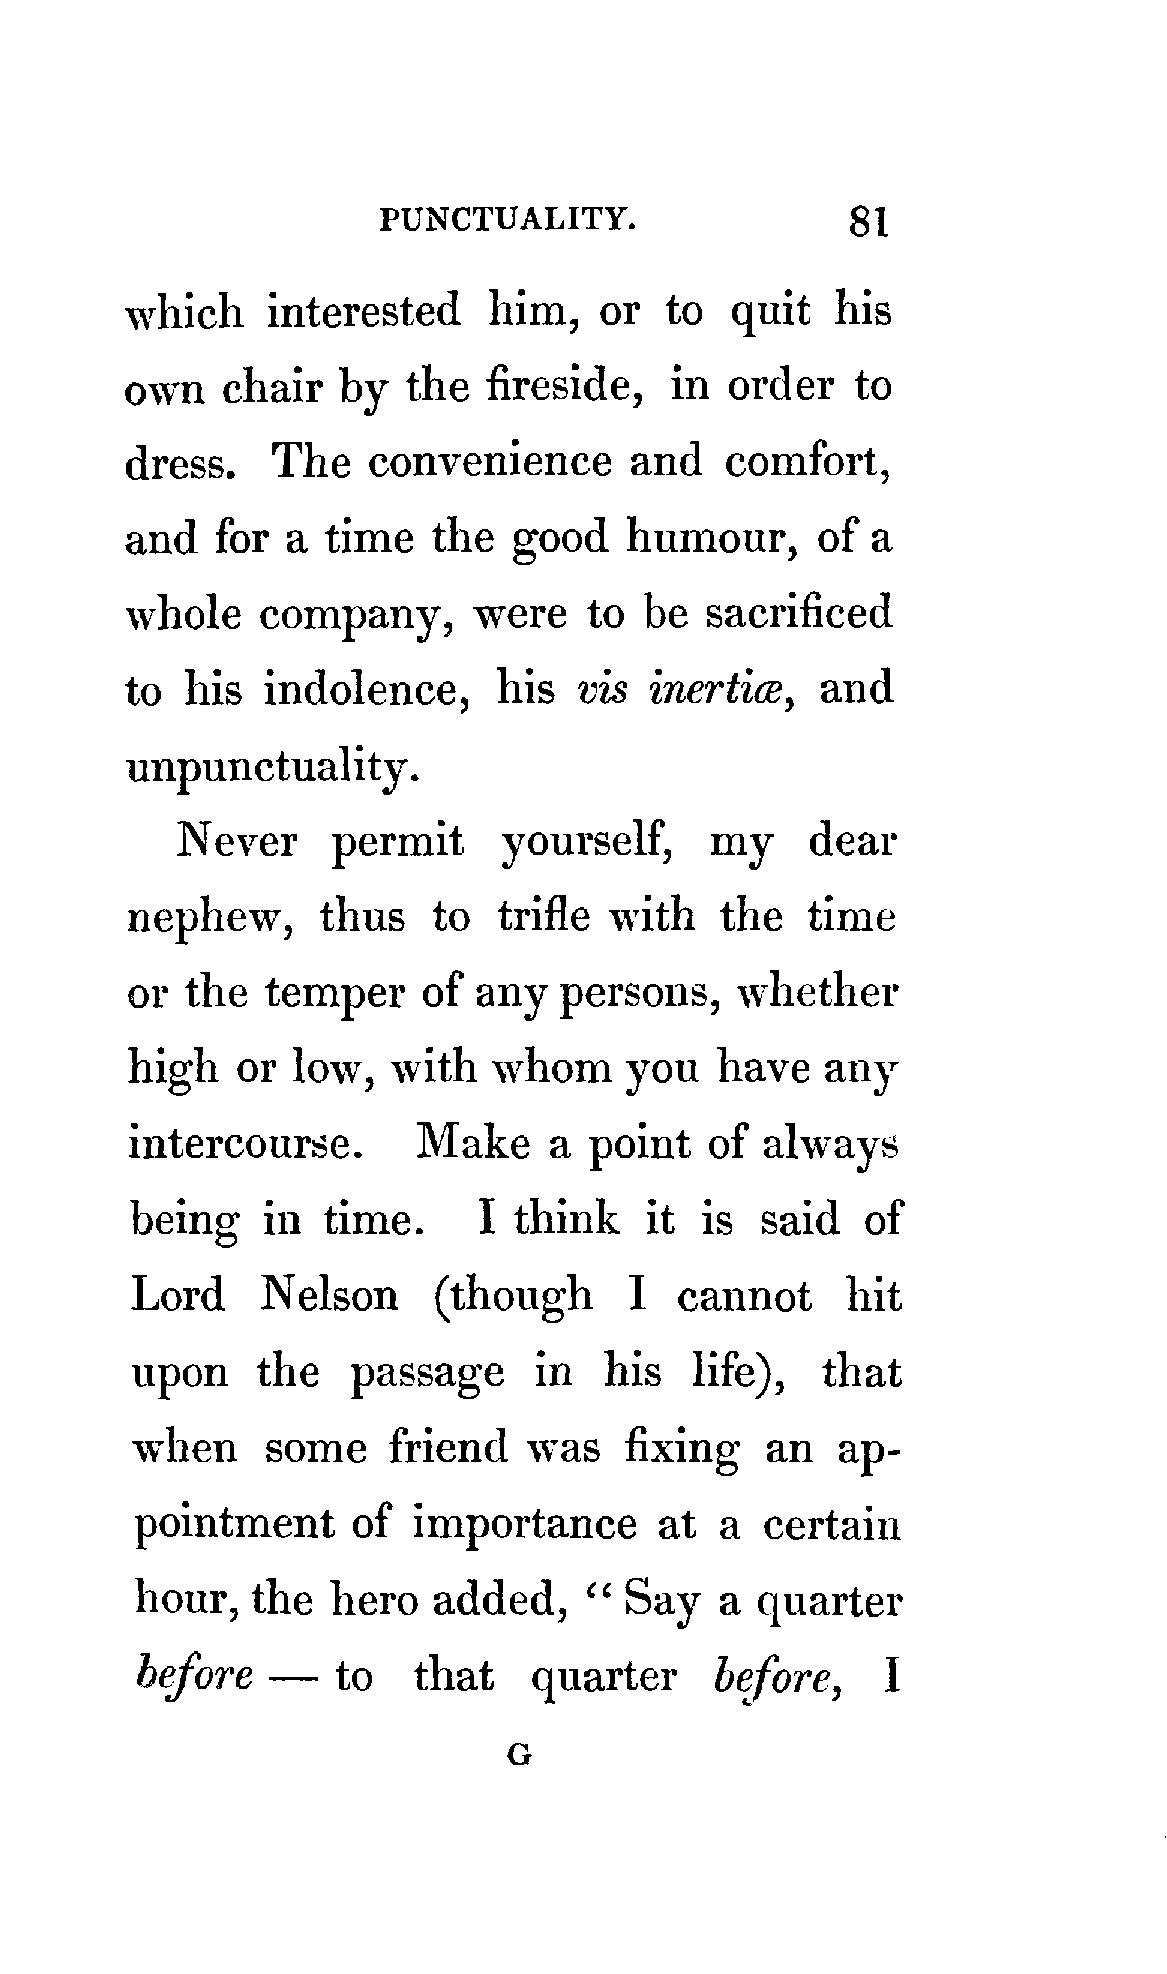 PUNCTUALITY. 81
which interested him, or to quit his
own chair by the fireside, in order to
dress. The convenience and comfort,
and for a time the good humour, of a
whole company, were to be sacrificed
to his indolence, his vis inertiæ, and
unpunctuality.
Never permit yourself, my dear
nephew, thus to trifle with the time
or the temper of any persons, whether
high or low, with whom you have any
intercourse. Make a point of always
being in time. I think it is said of
Lord Nelson (though I cannot hit
upon the passage in his life), that
when some friend was fixing an ap-
pointment of importance at a certain
hour, the hero added, “Say a quarter
before — to that quarter before, I
G